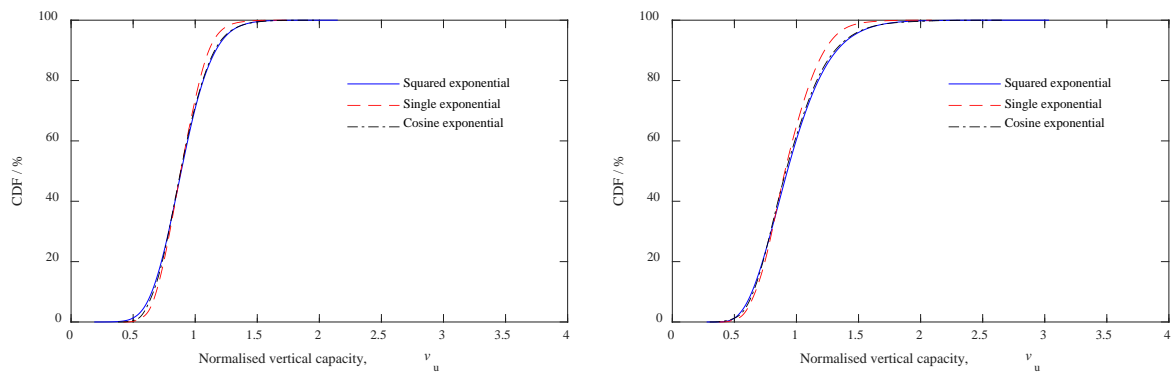 100
80
60
40
20
0
CDF / %
Squared exponential
Single exponential
Cosine exponential
0 0.5 1 1.5 2 2.5 3 3.5 4
Normalised vertical capacity, v_u
100
80
60
40
20
0
CDF / %
Squared exponential
Single exponential
Cosine exponential
0 0.5 1 1.5 2 2.5 3 3.5 4
Normalised vertical capacity, v_u